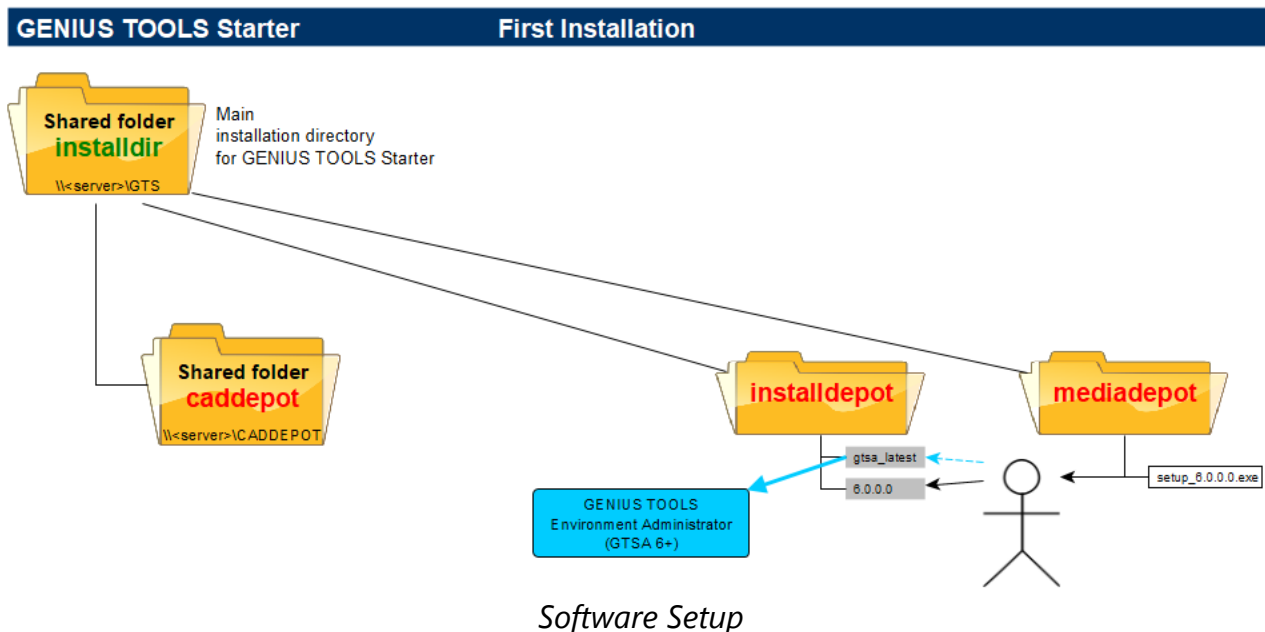 GENIUS TOOLS Starter First Installation
Shared folder
installdir
\\<server>\GTS
Main
installation directory
for GENIUS TOOLS Starter
Shared folder
caddepot
\\<server>\CADDEPOT
installdepot
mediadepot
gtsa_latest
6.0.0.0
setup_6.0.0.0.exe
GENIUS TOOLS
Environment Administrator
(GTSA 6+)
Software Setup